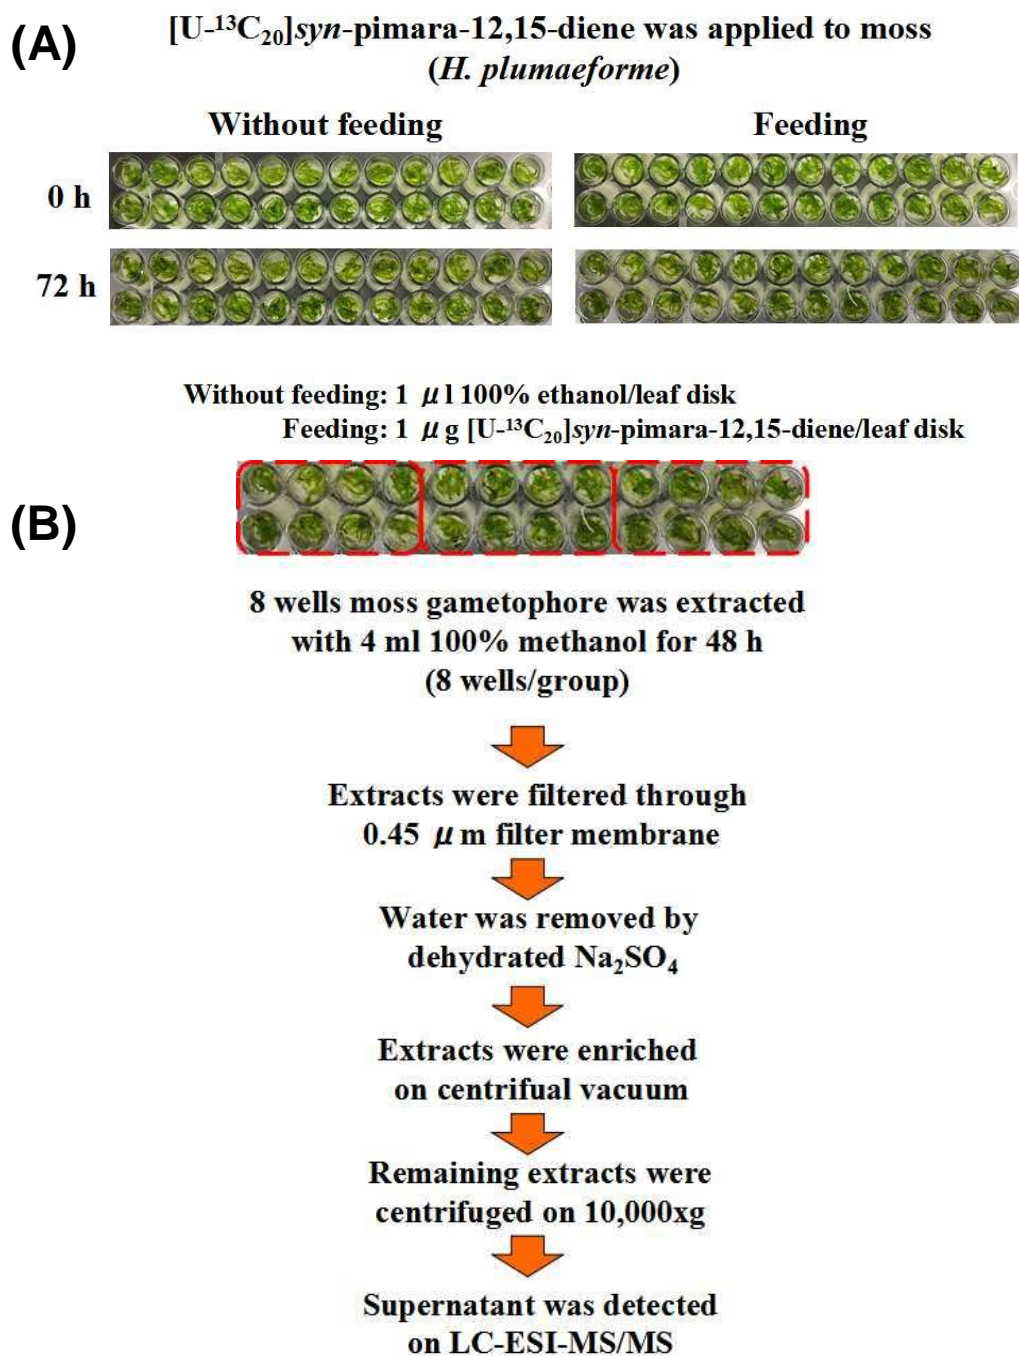 (A)
[U-¹³C₂₀]syn-pimara-12,15-diene was applied to moss
(H. plumaeforme)
Without feeding
Feeding
0 h
72 h
Without feeding: 1 μl 100% ethanol/leaf disk
Feeding: 1 μg [U-¹³C₂₀]syn-pimara-12,15-diene/leaf disk
(B)
8 wells moss gametophore was extracted
with 4 ml 100% methanol for 48 h
(8 wells/group)
Extracts were filtered through
0.45 μm filter membrane
Water was removed by
dehydrated Na₂SO₄
Extracts were enriched
on centrifual vacuum
Remaining extracts were
centrifuged on 10,000xg
Supernatant was detected
on LC-ESI-MS/MS